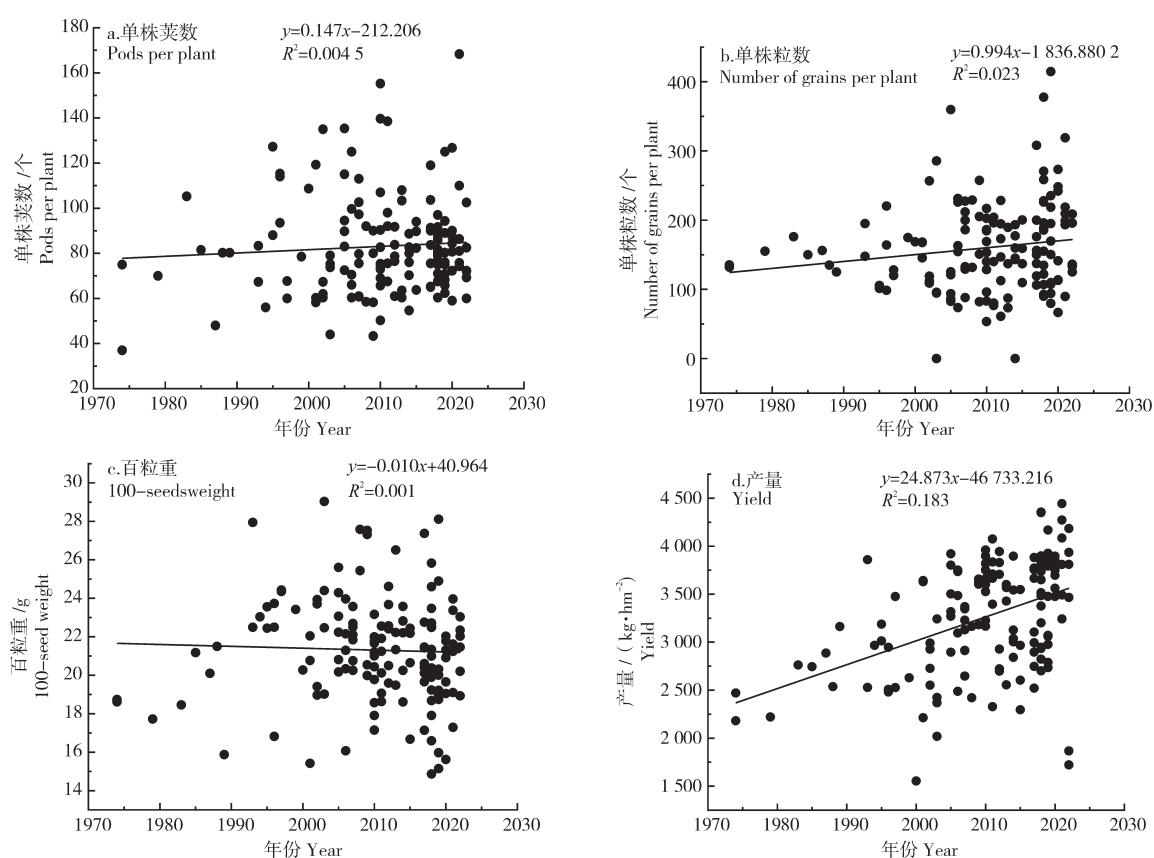 a.单株荚数
Pods per plant
y=0.147x−212.206
R²=0.004 5
180
160
140
120
100
80
60
40
20
单株荚数/个
Pods per plant
1970 1980 1990 2000 2010 2020 2030
年份 Year
b.单株粒数
Number of grains per plant
y=0.994x−1 836.880 2
R²=0.023
400
300
200
100
0
单株粒数/个
Number of grains per plant
1970 1980 1990 2000 2010 2020 2030
年份 Year
c.百粒重
100−seedsweight
y=−0.010x+40.964
R²=0.001
30
28
26
24
22
20
18
16
14
百粒重/g
100−seed weight
1970 1980 1990 2000 2010 2020 2030
年份 Year
d.产量
Yield
y=24.873x−46 733.216
R²=0.183
4 500
4 000
3 500
3 000
2 500
2 000
1 500
产量/(kg·hm⁻²)
Yield
1970 1980 1990 2000 2010 2020 2030
年份 Year